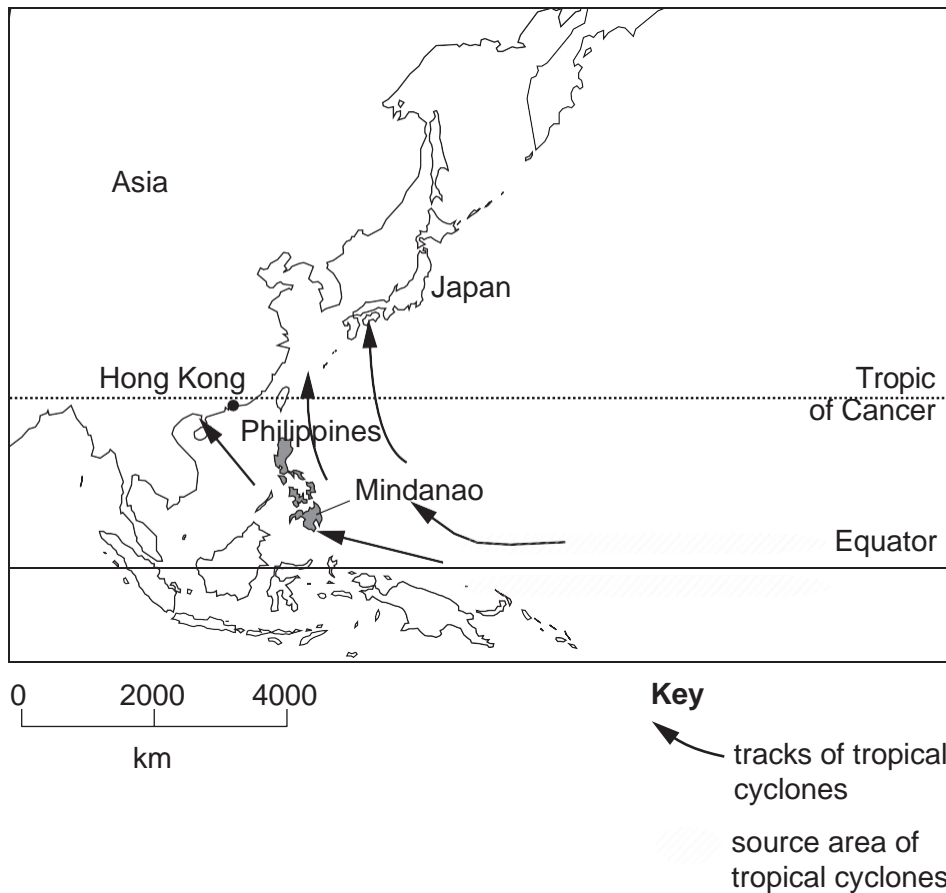 Asia
Japan
Hong Kong
Tropic
of Cancer
Philippines
Mindanao
Equator
0 2000 4000
km
Key
tracks of tropical
cyclones
source area of
tropical cyclones